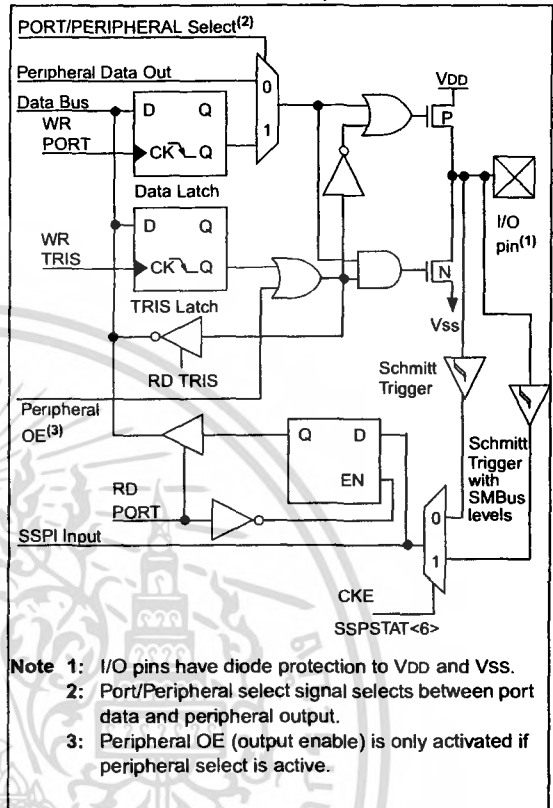 PORT/PERIPHERAL Select(2)
Peripheral Data Out
Data Bus
WR
PORT
D Q
CK Q
Data Latch
0
1
VDD
P
I/O
pin(1)
WR
TRIS
D Q
CK Q
TRIS Latch
N
Vss
RD TRIS
Schmitt
Trigger
Peripheral
OE(3)
Q D
EN
Schmitt
Trigger
with
SMBus
levels
RD
PORT
SSPI Input
0
1
CKE
SSPSTAT<6>
Note 1: I/O pins have diode protection to VDD and VSS.
2: Port/Peripheral select signal selects between port
data and peripheral output.
3: Peripheral OE (output enable) is only activated if
peripheral select is active.